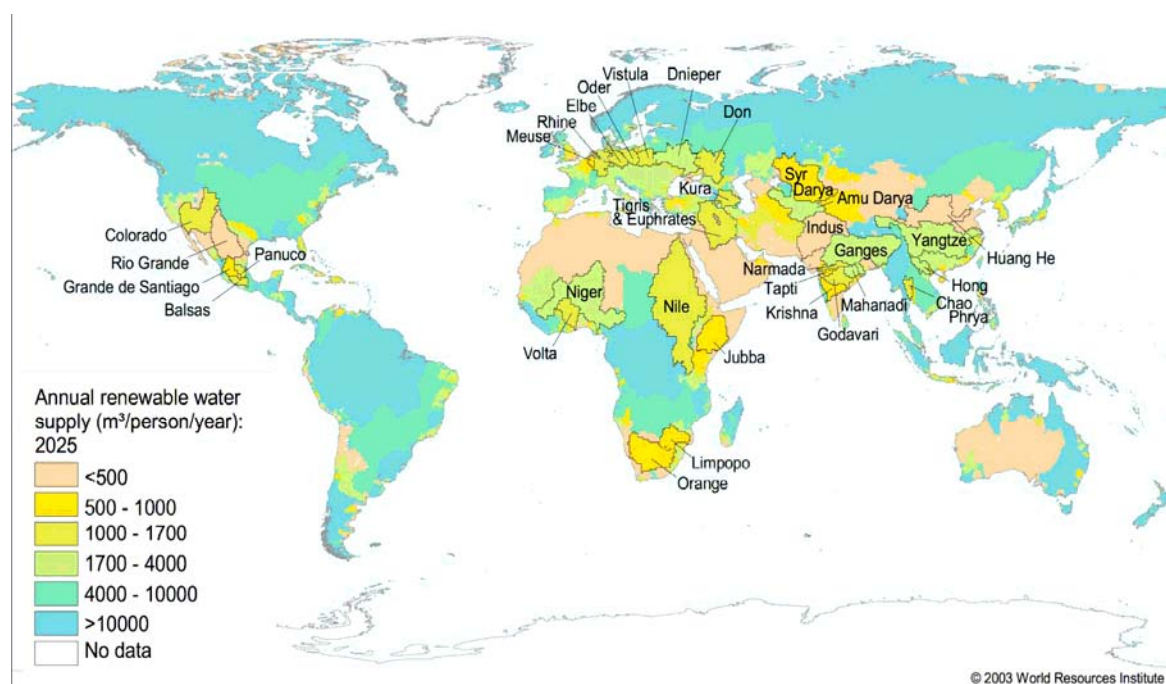 Vistula
Dnieper
Oder
Elbe
Rhine
Meuse
Don
Kura
Syr
Darya
Amu Darya
Tigris
& Euphrates
Indus
Ganges
Yangtze
Huang He
Colorado
Rio Grande
Panuco
Grande de Santiago
Balsas
Niger
Nile
Volta
Jubba
Narmada
Tapti
Krishna
Godavari
Mahanadi
Hong
Chao
Phrya
Limpopo
Orange
Annual renewable water
supply (m³/person/year):
2025
<500
500 - 1000
1000 - 1700
1700 - 4000
4000 - 10000
>10000
No data
© 2003 World Resources Institute